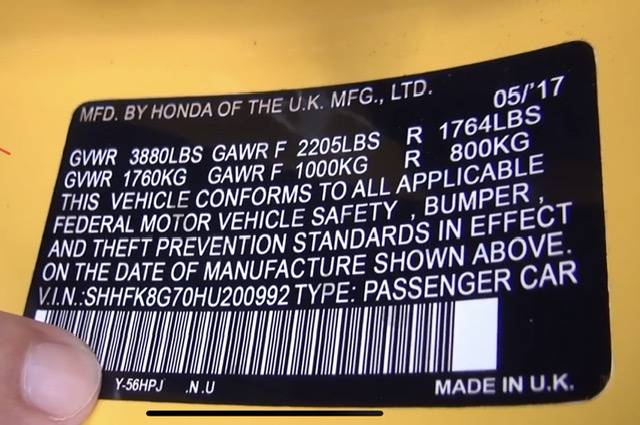 MFD. BY HONDA OF THE U.K. MFG., LTD. 05/'17
GVWR 3880LBS GAWR F 2205LBS R 1764LBS
GVWR 1760KG GAWR F 1000KG R 800KG
THIS VEHICLE CONFORMS TO ALL APPLICABLE
FEDERAL MOTOR VEHICLE SAFETY , BUMPER ,
AND THEFT PREVENTION STANDARDS IN EFFECT
ON THE DATE OF MANUFACTURE SHOWN ABOVE.
V.I.N.:SHHFK8G70HU200992 TYPE: PASSENGER CAR
Y-56HPJ .N.U MADE IN U.K.